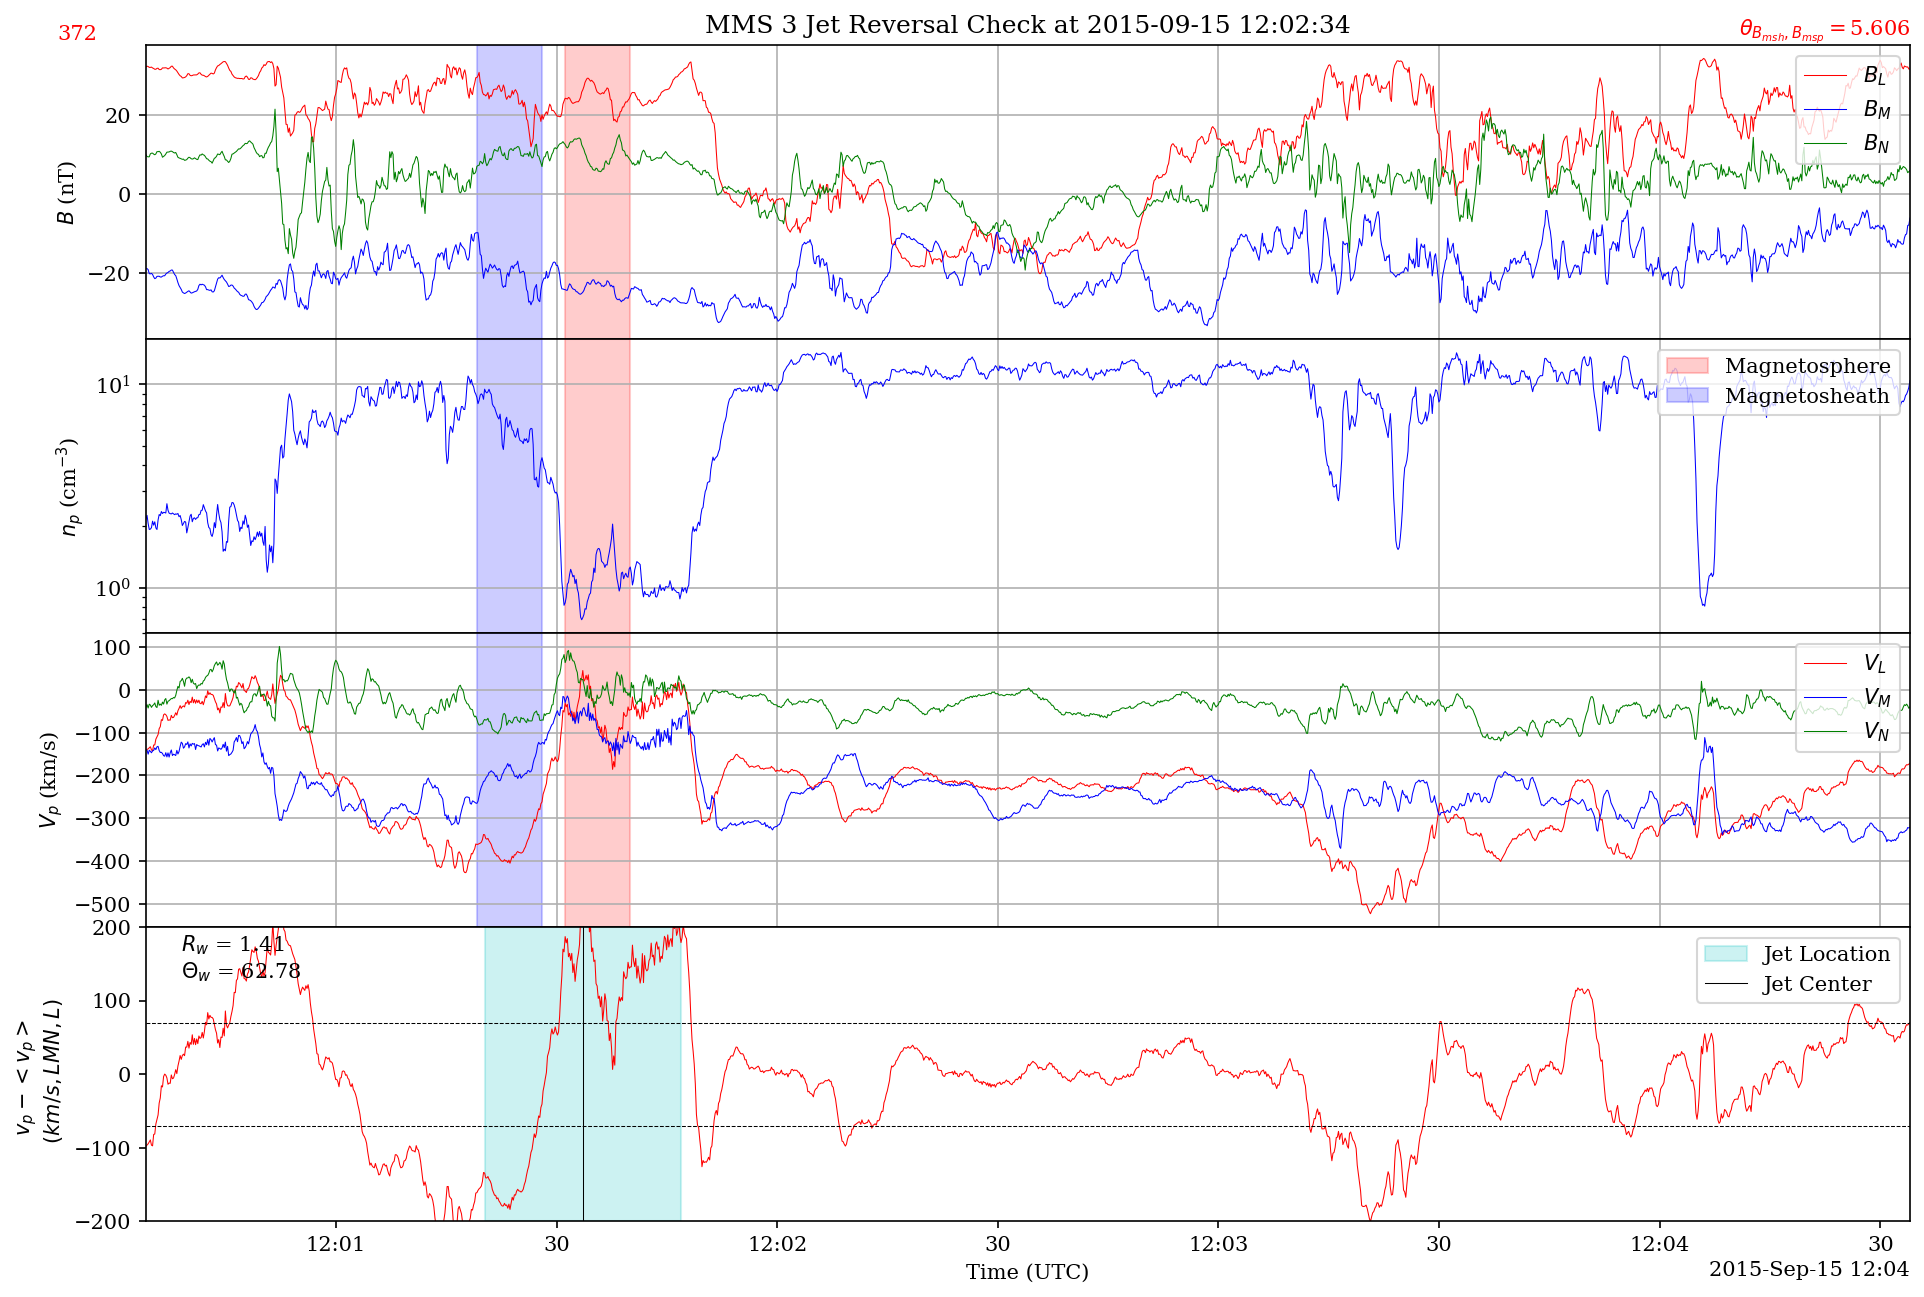 MMS 3 Jet Reversal Check at 2015-09-15 12:02:34
372
θ_{B_{msh}, B_{msp}} = 5.606
B (nT)
20
0
−20
B_L
B_M
B_N
n_p (cm^{−3})
10^1
10^0
Magnetosphere
Magnetosheath
V_p (km/s)
100
0
−100
−200
−300
−400
−500
V_L
V_M
V_N
v_p − < v_p >
(km/s, LMN, L)
200
100
0
−100
−200
R_w = 1.41
Θ_w = 62.78
Jet Location
Jet Center
12:01
30
12:02
30
12:03
30
12:04
30
Time (UTC)
2015-Sep-15 12:04